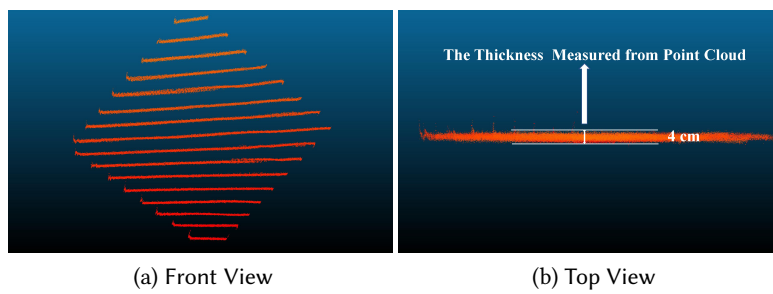 The Thickness Measured from Point Cloud
4 cm
(a) Front View
(b) Top View